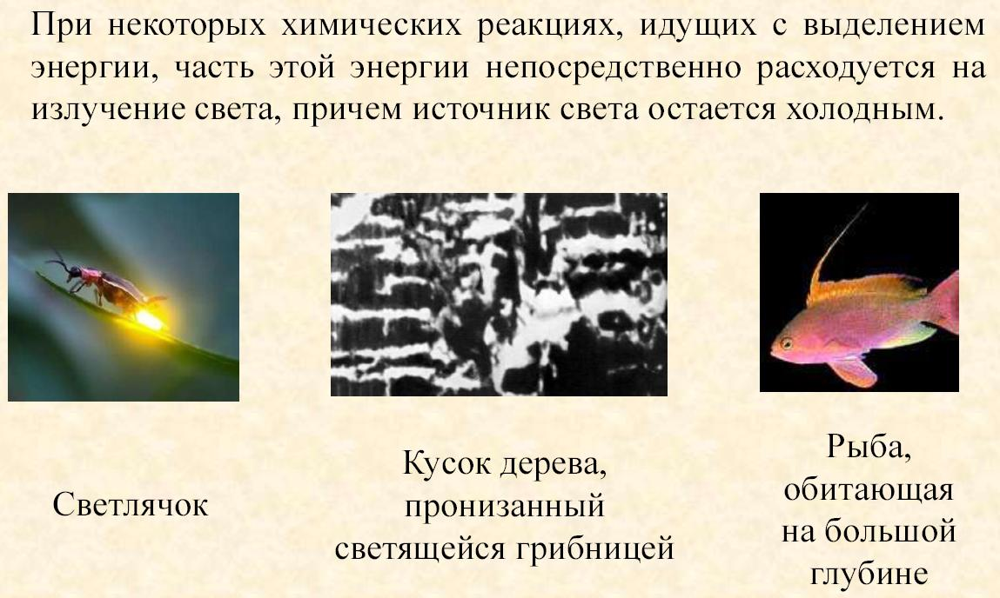 При некоторых химических реакциях, идущих с выделением
энергии, часть этой энергии непосредственно расходуется на
излучение света, причем источник света остается холодным.
Светлячок
Кусок дерева,
пронизанный
светящейся грибницей
Рыба,
обитающая
на большой
глубине